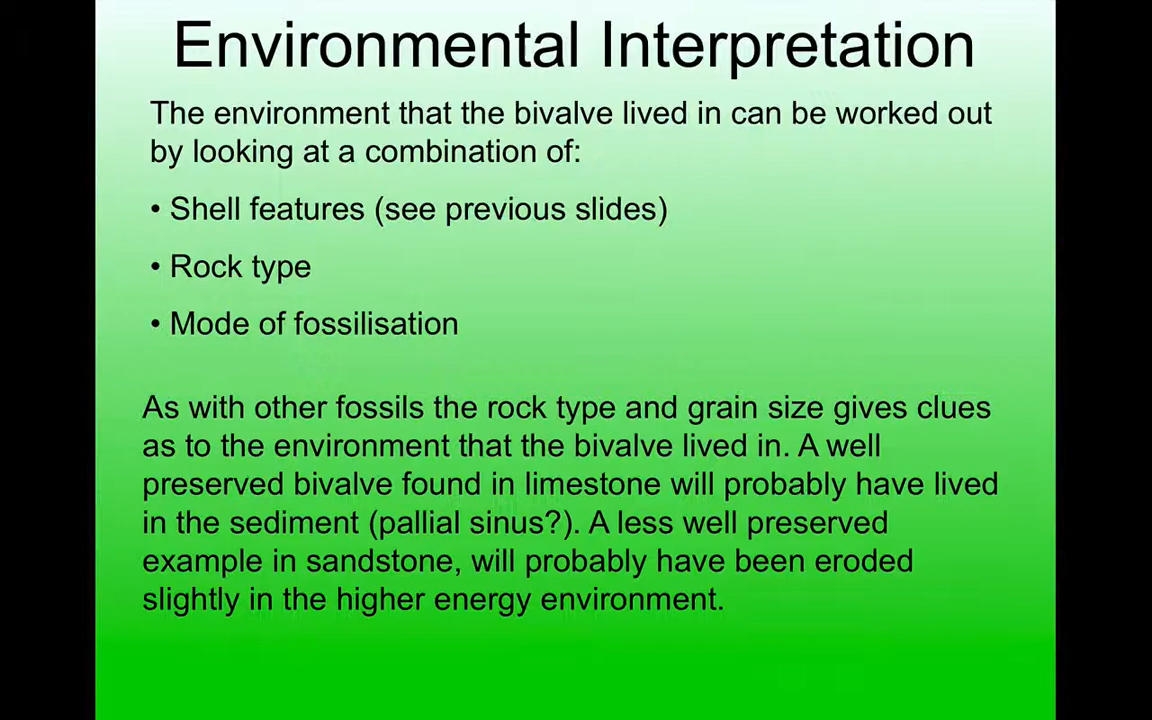 Environmental Interpretation
The environment that the bivalve lived in can be worked out
by looking at a combination of:
• Shell features (see previous slides)
• Rock type
• Mode of fossilisation
As with other fossils the rock type and grain size gives clues
as to the environment that the bivalve lived in. A well
preserved bivalve found in limestone will probably have lived
in the sediment (pallial sinus?). A less well preserved
example in sandstone, will probably have been eroded
slightly in the higher energy environment.